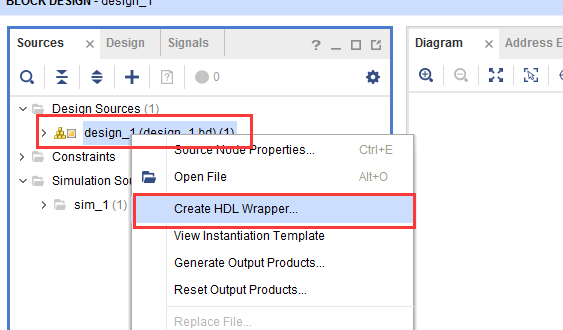 BLOCK DESIGN - design_1
Sources × Design Signals ? Diagram × Address E
0
Design Sources (1)
design_1 (design_1.bd) (1)
Constraints
Simulation Sou
sim_1 (1)
Source Node Properties... Ctrl+E
Open File Alt+O
Create HDL Wrapper...
View Instantiation Template
Generate Output Products...
Reset Output Products...
Replace File...